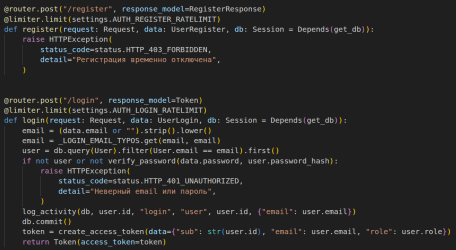 @router.post("/register", response_model=RegisterResponse)
@limiter.limit(settings.AUTH_REGISTER_RATELIMIT)
def register(request: Request, data: UserRegister, db: Session = Depends(get_db)):
    raise HTTPException(
        status_code=status.HTTP_403_FORBIDDEN,
        detail="Регистрация временно отключена",
    )
@router.post("/login", response_model=Token)
@limiter.limit(settings.AUTH_LOGIN_RATELIMIT)
def login(request: Request, data: UserLogin, db: Session = Depends(get_db)):
    email = (data.email or "").strip().lower()
    email = _LOGIN_EMAIL_TYPOS.get(email, email)
    user = db.query(User).filter(User.email == email).first()
    if not user or not verify_password(data.password, user.password_hash):
        raise HTTPException(
            status_code=status.HTTP_401_UNAUTHORIZED,
            detail="Неверный email или пароль",
        )
    log_activity(db, user.id, "login", "user", user.id, {"email": user.email})
    db.commit()
    token = create_access_token(data={"sub": str(user.id), "email": user.email, "role": user.role})
    return Token(access_token=token)